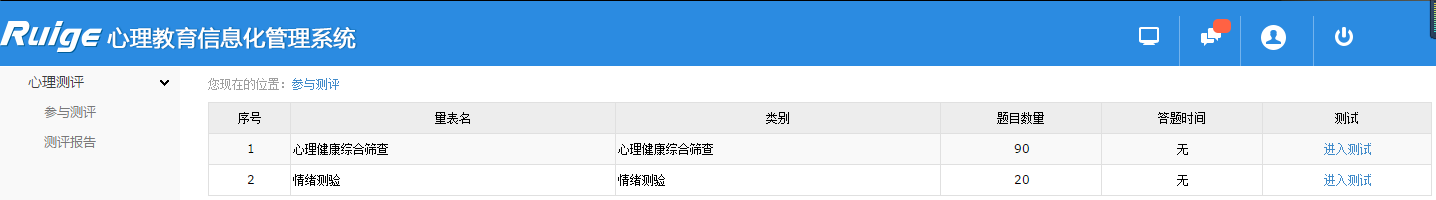 Ruige 心理教育信息化管理系统
心理测评
参与测评
测评报告
您现在的位置：参与测评
序号 量表名 类别 题目数量 答题时间 测试
1 心理健康综合筛查 心理健康综合筛查 90 无 进入测试
2 情绪测验 情绪测验 20 无 进入测试